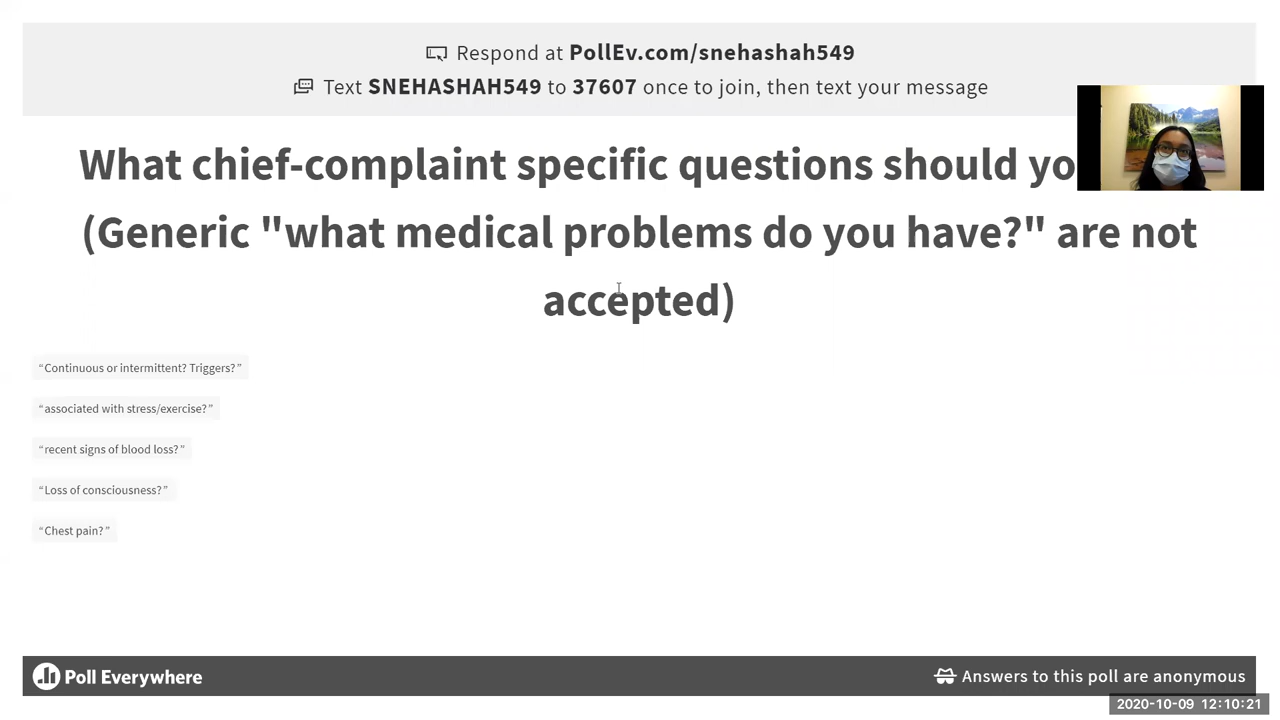 Respond at PollEv.com/snehashah549
Text SNEHASHAH549 to 37607 once to join, then text your message
What chief-complaint specific questions should
(Generic "what medical problems do you have?" are not
accepted)
“Continuous or intermittent? Triggers?”
“associated with stress/exercise?”
“recent signs of blood loss?”
“Loss of consciousness?”
“Chest pain?”
Poll Everywhere
Answers to this poll are anonymous
2020-10-09 12:10:21